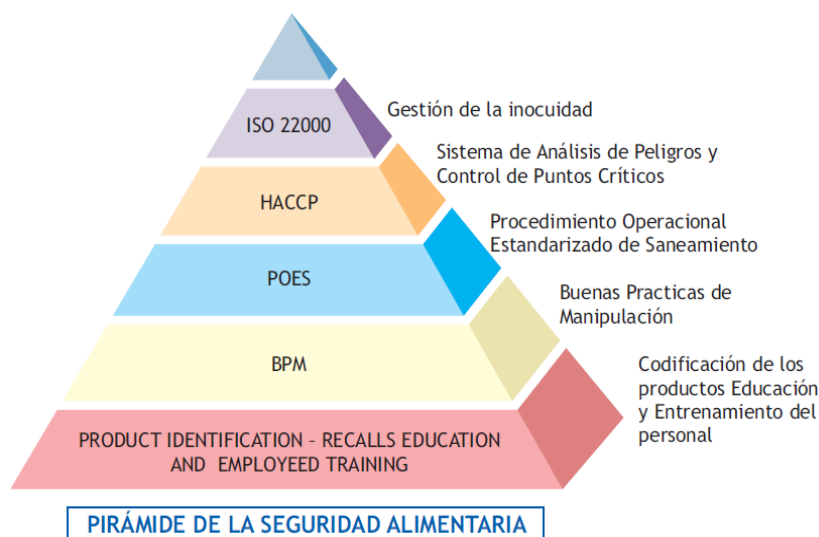 ISO 22000
Gestión de la inocuidad
HACCP
Sistema de Análisis de Peligros y
Control de Puntos Críticos
POES
Procedimiento Operacional
Estandarizado de Saneamiento
BPM
Buenas Practicas de
Manipulación
PRODUCT IDENTIFICATION - RECALLS EDUCATION
AND EMPLOYEED TRAINING
Codificación de los
productos Educación
y Entrenamiento del
personal
PIRÁMIDE DE LA SEGURIDAD ALIMENTARIA